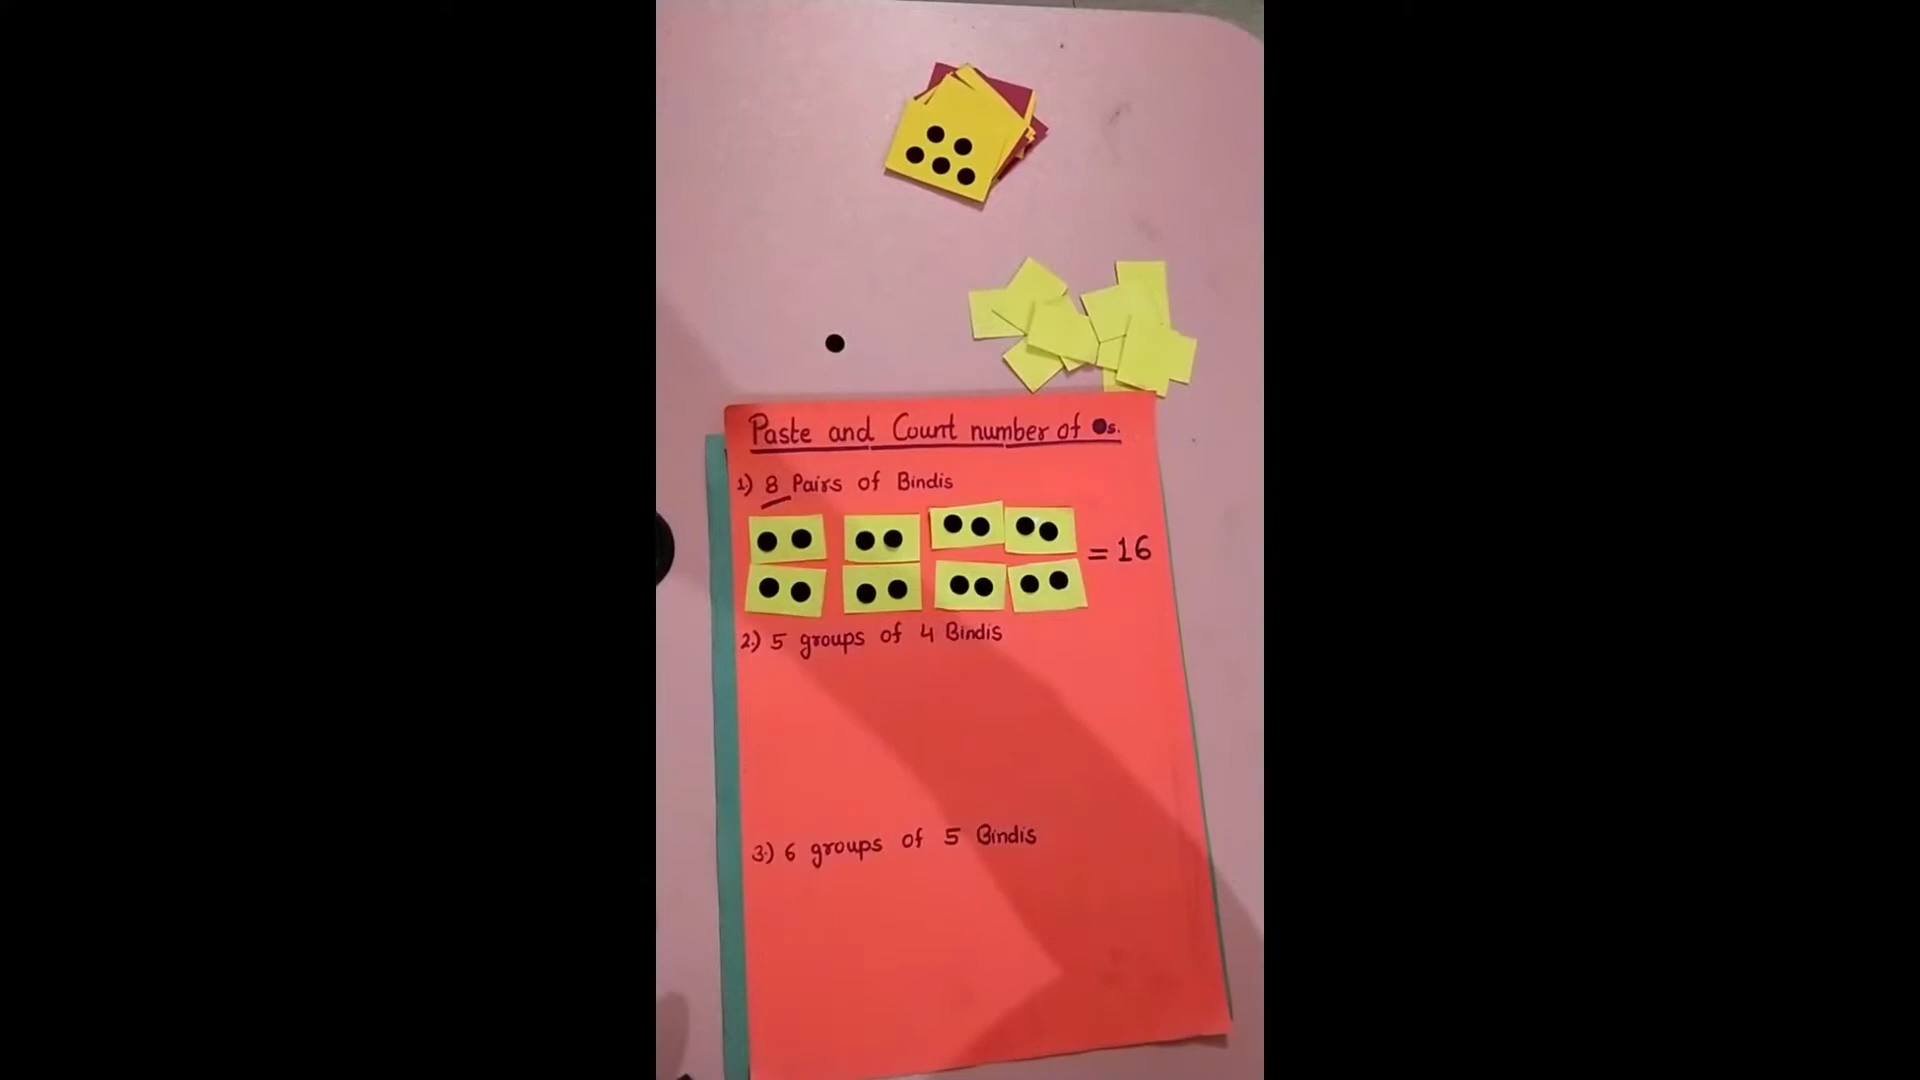 Paste and Count number of ●s.
1.) 8 Pairs of Bindis
= 16
2.) 5 groups of 4 Bindis
3.) 6 groups of 5 Bindis